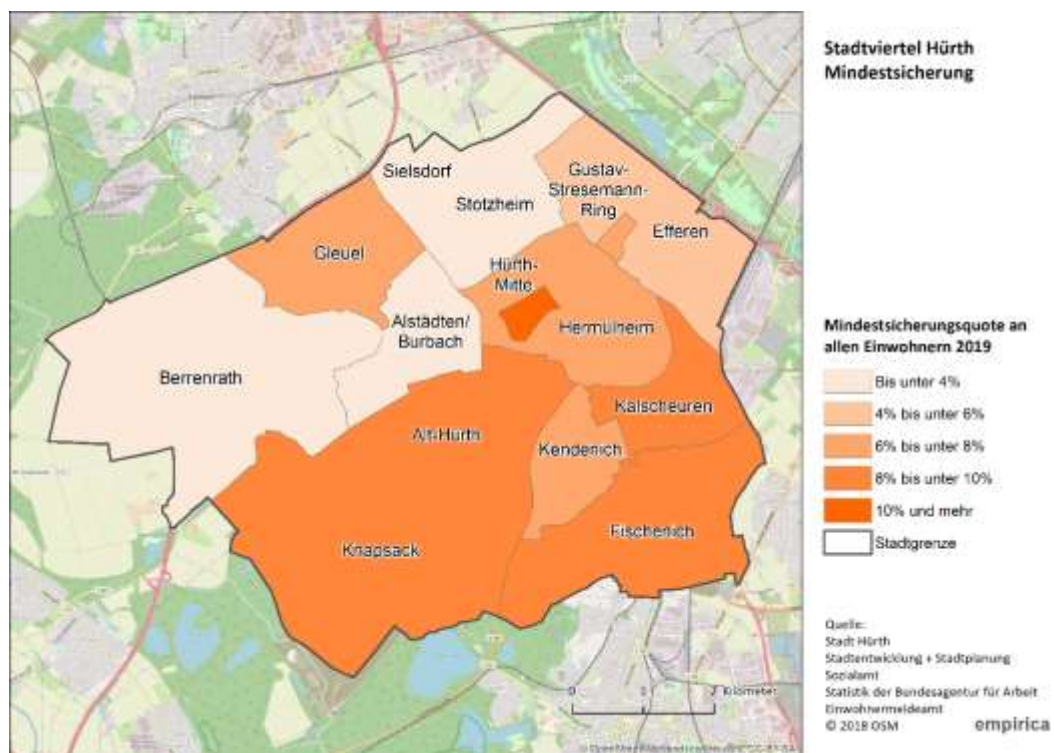 Stadtviertel Hürth
Mindestsicherung
Sielsdorf
Stotzheim
Gustav-
Stresemann-
Ring
Efferen
Gleuel
Hürth-
Mitte
Alstädten/
Burbach
Hermülheim
Berrenrath
Kalscheuren
Alt-Hürth
Kendenich
Fischenich
Knapsack
Mindestsicherungsquote an
allen Einwohnern 2019
Bis unter 4%
4% bis unter 6%
6% bis unter 8%
8% bis unter 10%
10% und mehr
Stadtgrenze
Kilometer
Quelle:
Stadt Hürth
Stadtentwicklung + Stadtplanung
Sozialamt
Statistik der Bundesagentur für Arbeit
Einwohnermeldeamt
© 2018 OSM
empirica